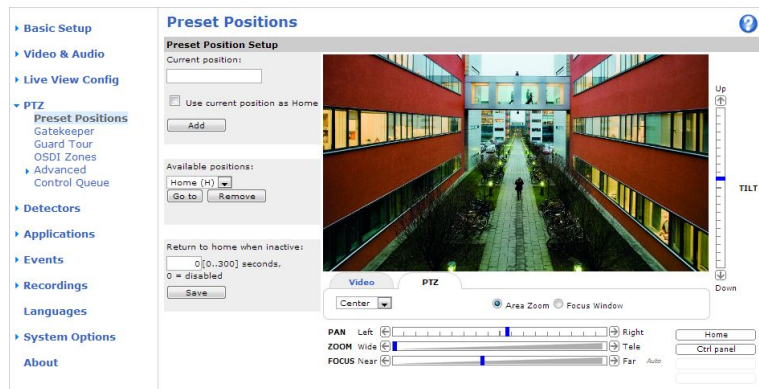 Basic Setup
Video & Audio
Live View Config
PTZ
Preset Positions
Gatekeeper
Guard Tour
OSDI Zones
Advanced
Control Queue
Detectors
Applications
Events
Recordings
Languages
System Options
About
Preset Positions
?
Preset Position Setup
Current position:
Use current position as Home
Add
Available positions:
Home (H)
Go to Remove
Return to home when inactive:
0 [0..300] seconds,
0 = disabled
Save
Up
TILT
Down
Video PTZ
Center Area Zoom Focus Window
PAN Left Right
ZOOM Wide Tele
FOCUS Near Far Auto
Home
Ctrl panel